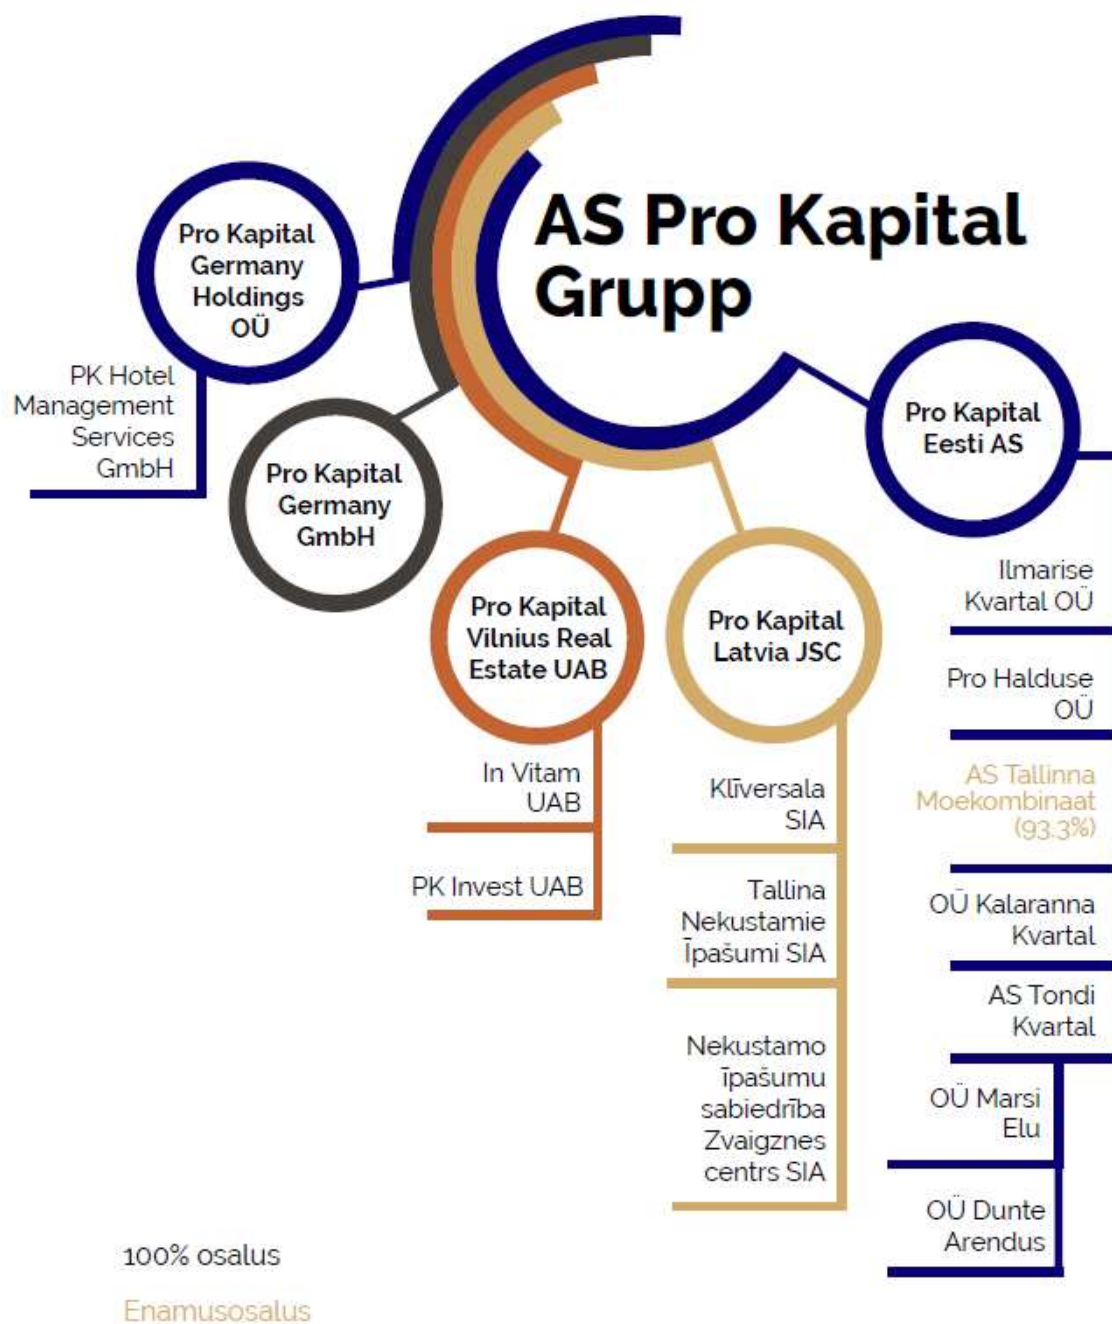 AS Pro Kapital
Grupp
Pro Kapital
Germany
Holdings
OÜ
PK Hotel
Management
Services
GmbH
Pro Kapital
Germany
GmbH
Pro Kapital
Vilnius Real
Estate UAB
In Vitam
UAB
PK Invest UAB
Pro Kapital
Latvia JSC
Klīversala
SIA
Tallina
Nekustamie
Īpašumi SIA
Nekustamo
īpašumu
sabiedrība
Zvaigznes
centrs SIA
Pro Kapital
Eesti AS
Ilmarise
Kvartal OÜ
Pro Halduse
OÜ
AS Tallinna
Moekombinaat
(93,3%)
OÜ Kalaranna
Kvartal
AS Tondi
Kvartal
OÜ Marsi
Elu
OÜ Dunte
Arendus
100% osalus
Enamusosalus